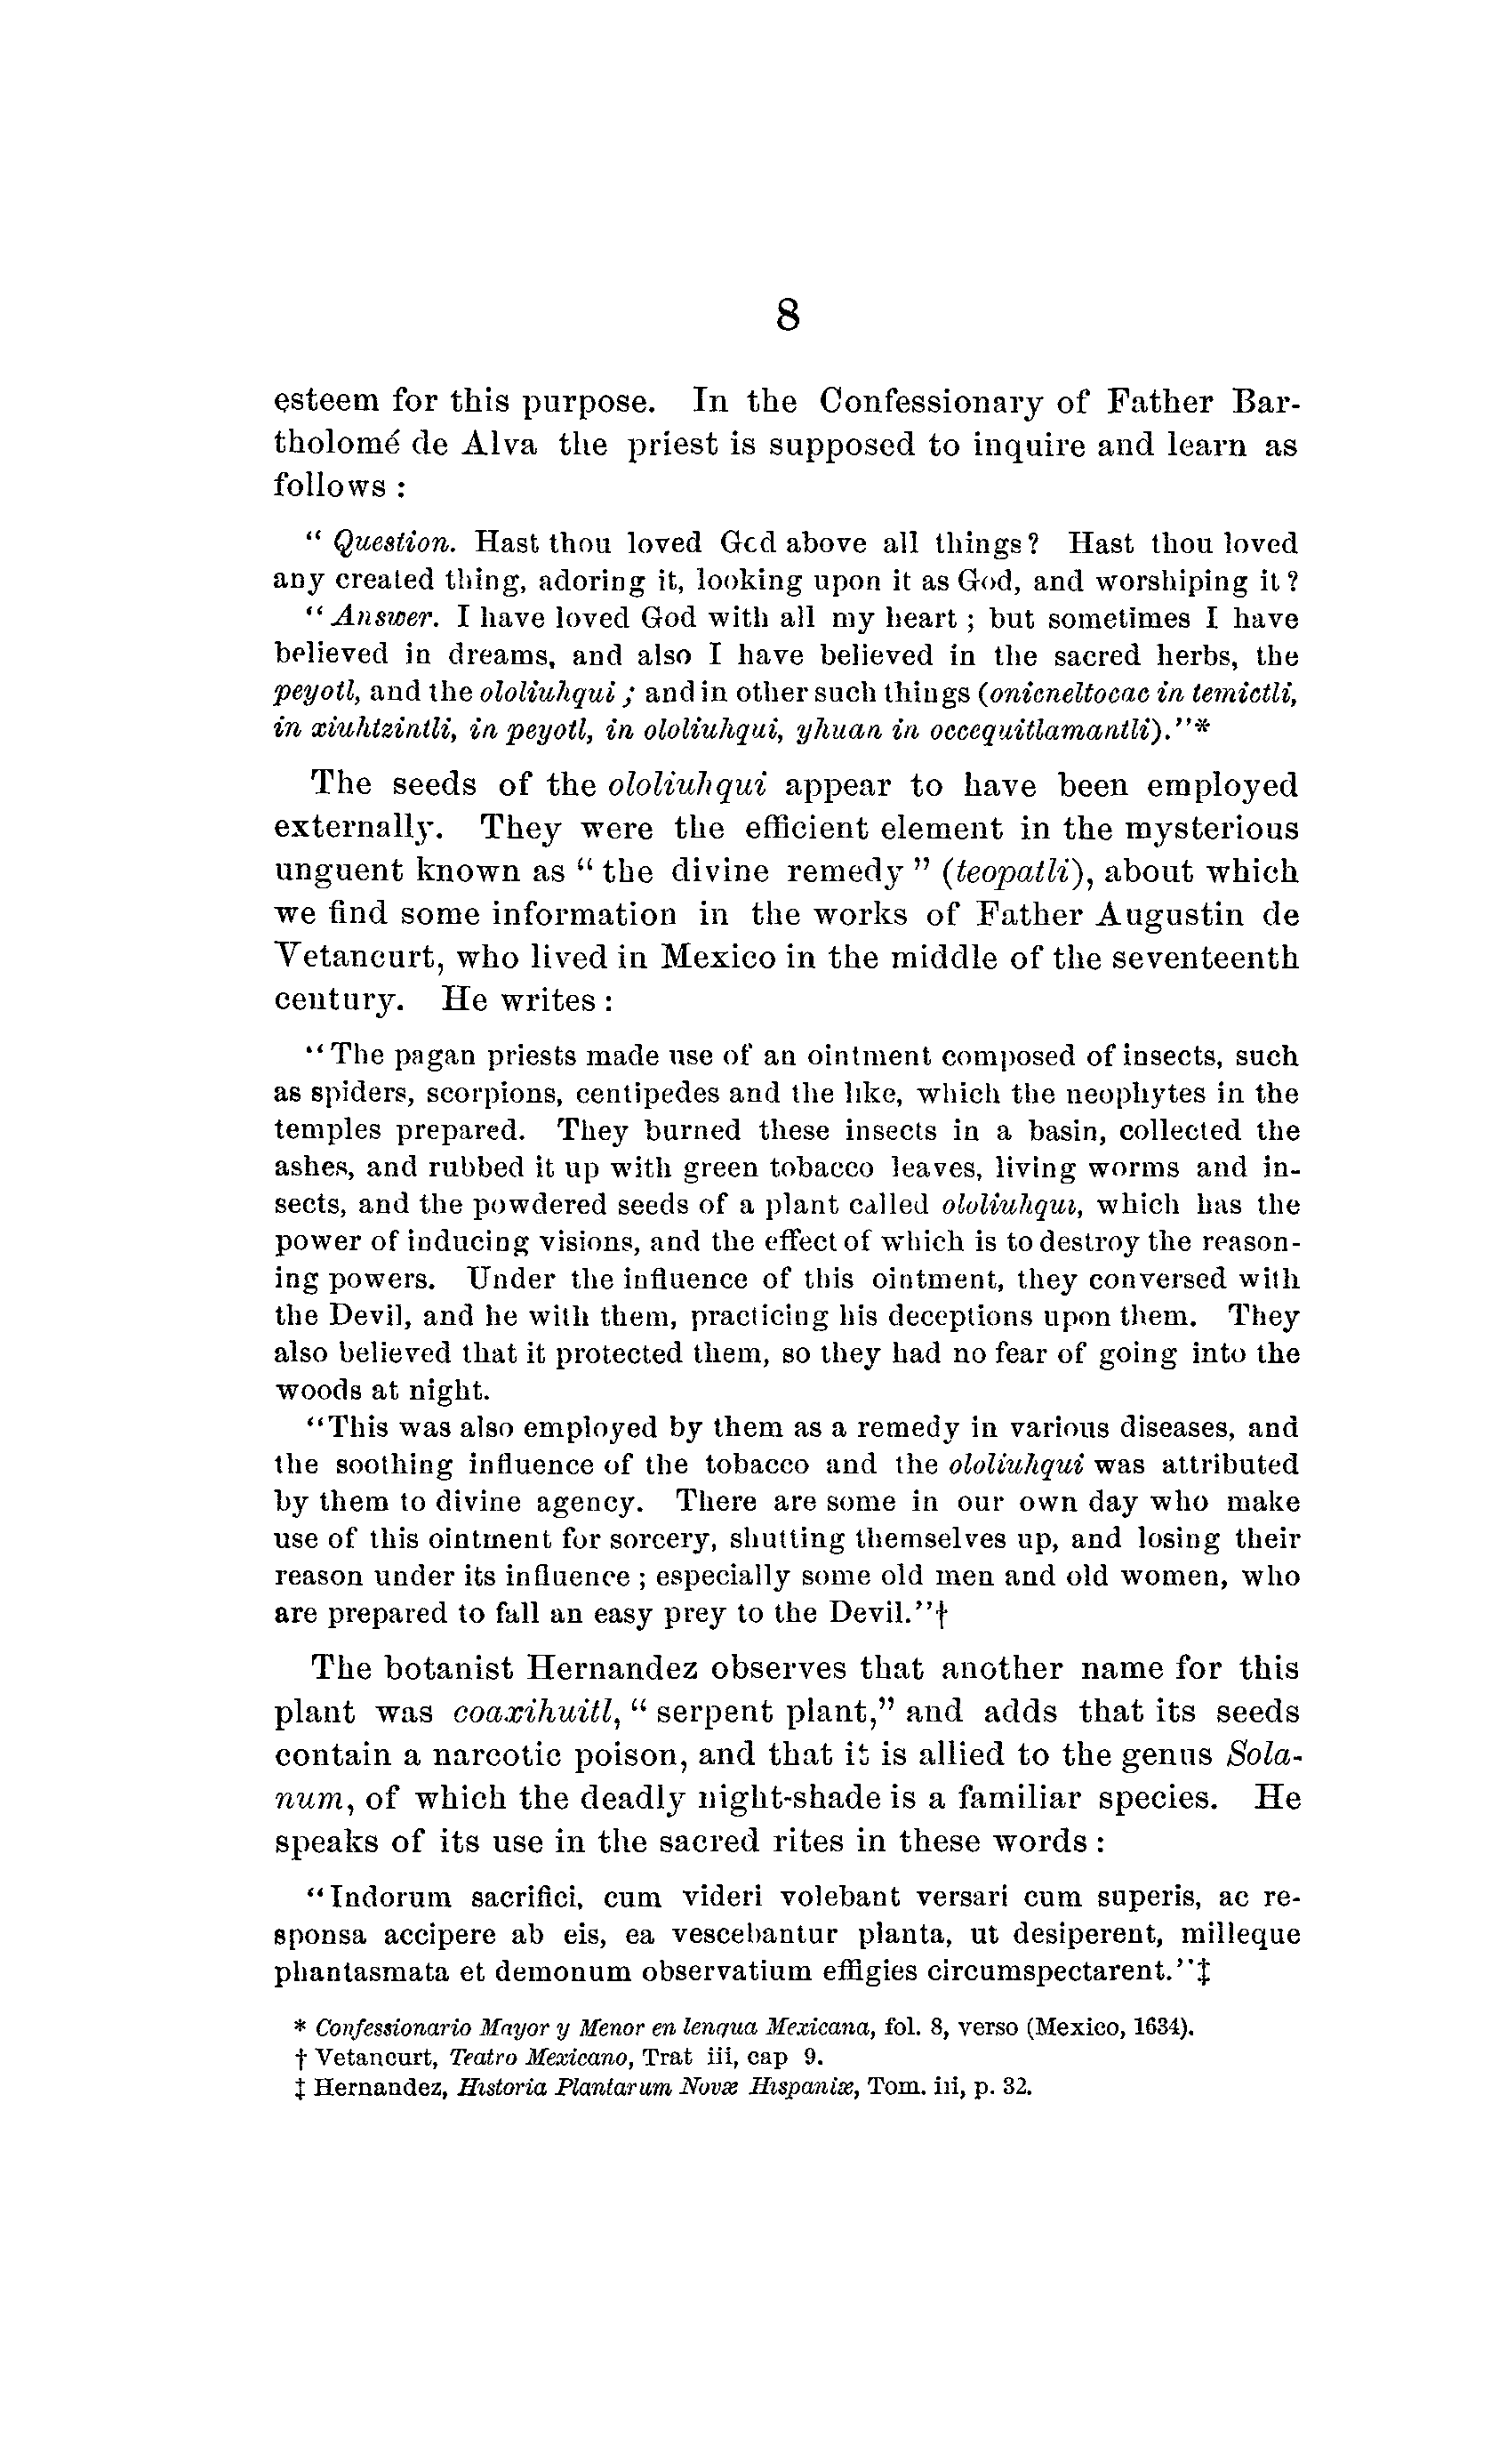 8
esteem for this purpose. In the Confessionary of Father Bar-
tholomé de Alva the priest is supposed to inquire and learn as
follows :
" Question. Hast thou loved God above all things? Hast thou loved
any created thing, adoring it, looking upon it as God, and worshiping it ?
" Answer. I have loved God with all my heart ; but sometimes I have
believed in dreams, and also I have believed in the sacred herbs, the
peyotl, and the ololiuhqui ; and in other such things (onicneltocac in temictli,
in xiuhtzintli, in peyotl, in ololiuhqui, yhuan in occequitlamantli)."*
The seeds of the ololiuhqui appear to have been employed
externally. They were the efficient element in the mysterious
unguent known as " the divine remedy " (teopatli), about which
we find some information in the works of Father Augustin de
Vetancurt, who lived in Mexico in the middle of the seventeenth
century. He writes :
" The pagan priests made use of an ointment composed of insects, such
as spiders, scorpions, centipedes and the like, which the neophytes in the
temples prepared. They burned these insects in a basin, collected the
ashes, and rubbed it up with green tobacco leaves, living worms and in-
sects, and the powdered seeds of a plant called ololiuhqui, which has the
power of inducing visions, and the effect of which is to destroy the reason-
ing powers. Under the influence of this ointment, they conversed with
the Devil, and he with them, practicing his deceptions upon them. They
also believed that it protected them, so they had no fear of going into the
woods at night.
"This was also employed by them as a remedy in various diseases, and
the soothing influence of the tobacco and the ololiuhqui was attributed
by them to divine agency. There are some in our own day who make
use of this ointment for sorcery, shutting themselves up, and losing their
reason under its influence ; especially some old men and old women, who
are prepared to fall an easy prey to the Devil."†
The botanist Hernandez observes that another name for this
plant was coaxihuitl, " serpent plant," and adds that its seeds
contain a narcotic poison, and that it is allied to the genus Sola-
num, of which the deadly night-shade is a familiar species. He
speaks of its use in the sacred rites in these words :
"Indorum sacrifici, cum videri volebant versari cum superis, ac re-
sponsa accipere ab eis, ea vescebantur planta, ut desiperent, milleque
phantasmata et demonum observatium effigies circumspectarent."‡
* Confessionario Mayor y Menor en lengua Mexicana, fol. 8, verso (Mexico, 1634).
† Vetancurt, Teatro Mexicano, Trat iii, cap 9.
‡ Hernandez, Historia Plantarum Novæ Hispaniæ, Tom. iii, p. 32.